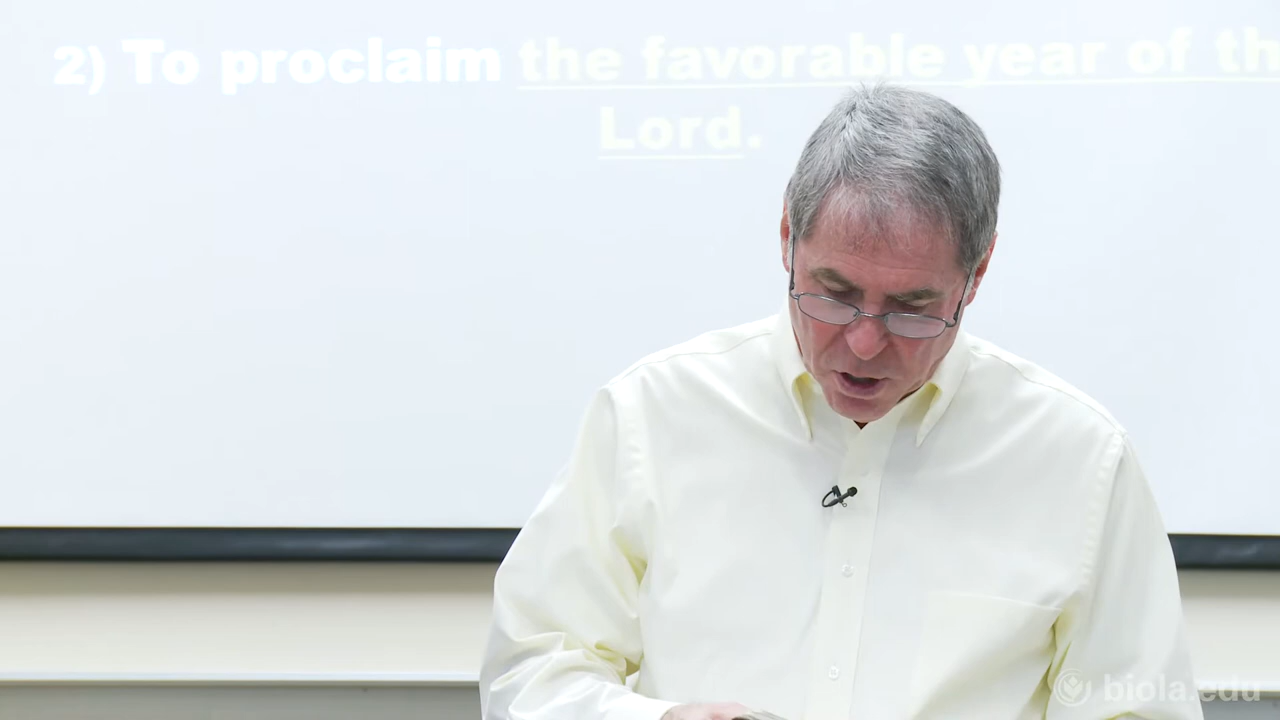 2) To proclaim the favorable year of th
Lord.
biola.edu